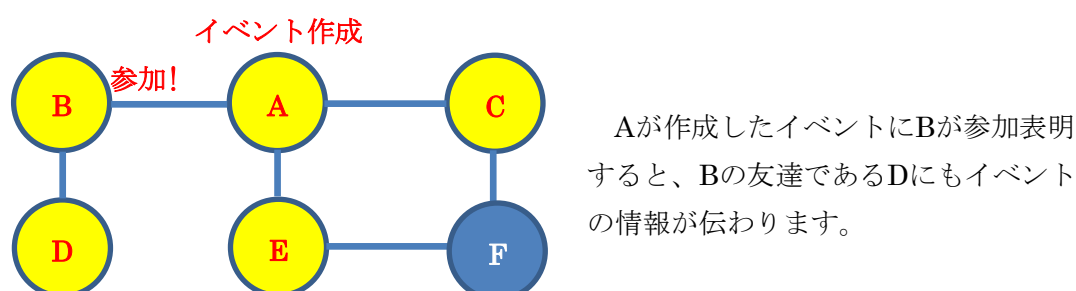 イベント作成
参加!
B
A
C
D
E
F
Aが作成したイベントにBが参加表明
すると、Bの友達であるDにもイベント
の情報が伝わります。